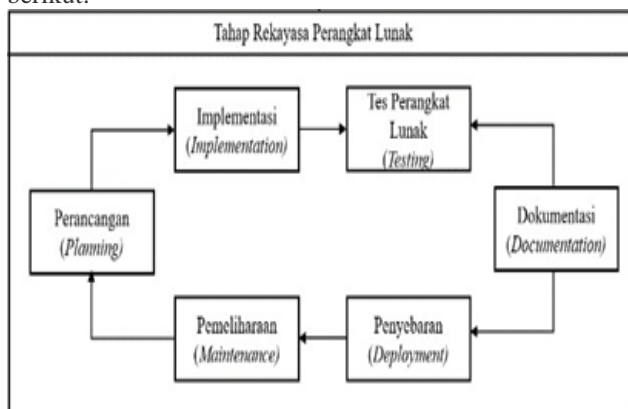 berikut:
Tahap Rekayasa Perangkat Lunak
Implementasi
(Implementation)
Tes Perangkat
Lunak
(Testing)
Perancangan
(Planning)
Dokumentasi
(Documentation)
Pemeliharaan
(Maintenance)
Penyebaran
(Deployment)